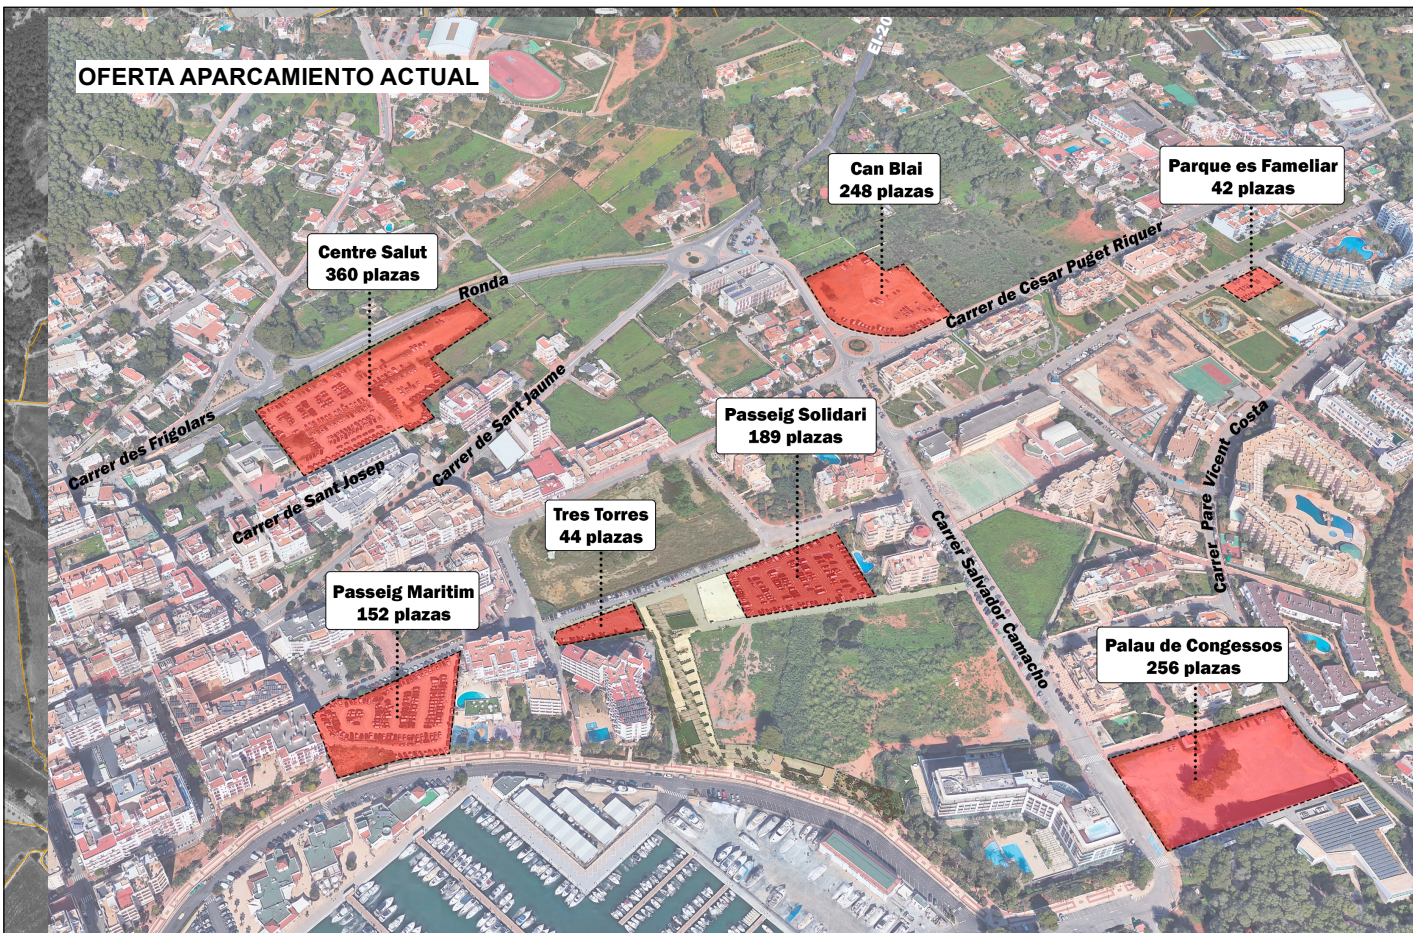 OFERTA APARCAMIENTO ACTUAL
EI-20
Can Blai
248 plazas
Parque es Fameliar
42 plazas
Centre Salut
360 plazas
Ronda
Carrer de Cèsar Puget Riquer
Carrer des Frigolars
Carrer de Sant Josep
Carrer de Sant Jaume
Passeig Solidari
189 plazas
Carrer Pare Vicent Costa
Tres Torres
44 plazas
Carrer Salvador Camacho
Passeig Maritim
152 plazas
Palau de Congessos
256 plazas